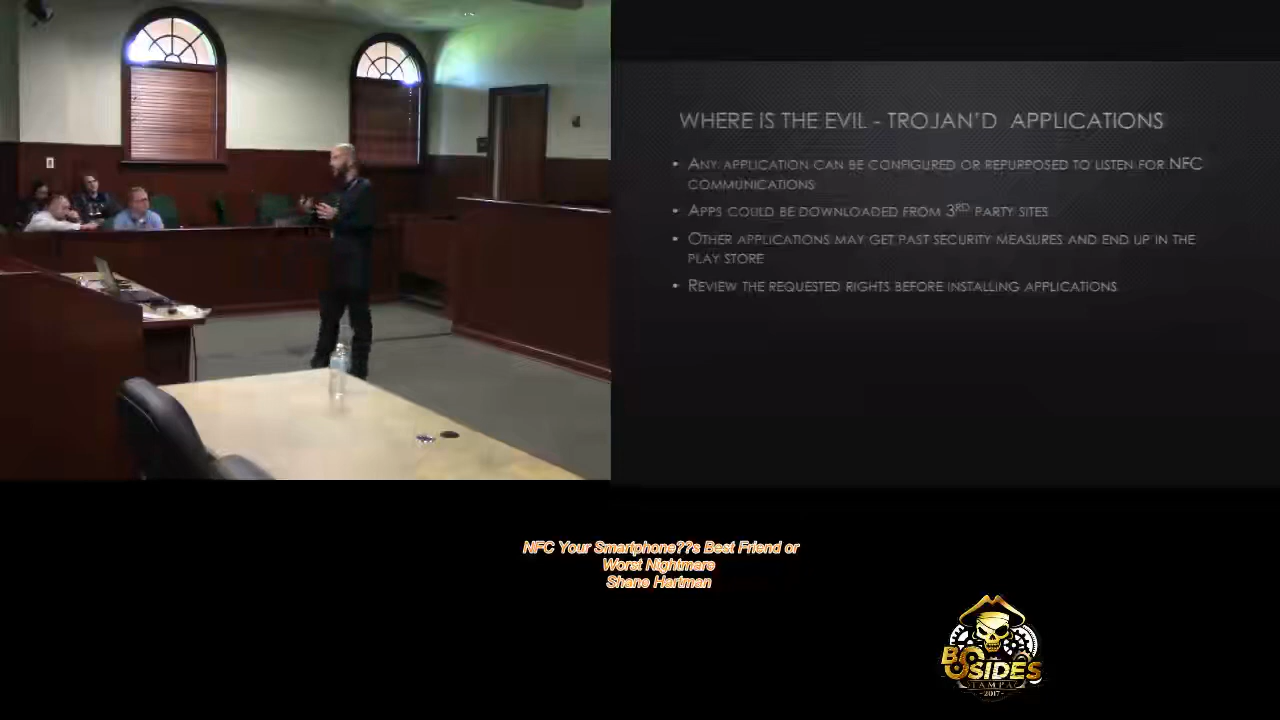 WHERE IS THE EVIL - TROJAN'D APPLICATIONS
• ANY APPLICATION CAN BE CONFIGURED OR REPURPOSED TO LISTEN FOR NFC
COMMUNICATIONS
• APPS COULD BE DOWNLOADED FROM 3RD PARTY SITES
• OTHER APPLICATIONS MAY GET PAST SECURITY MEASURES AND END UP IN THE
PLAY STORE
• REVIEW THE REQUESTED RIGHTS BEFORE INSTALLING APPLICATIONS
NFC Your Smartphone??s Best Friend or
Worst Nightmare
Shane Hartman
BSIDES
TAMPA
-2017-